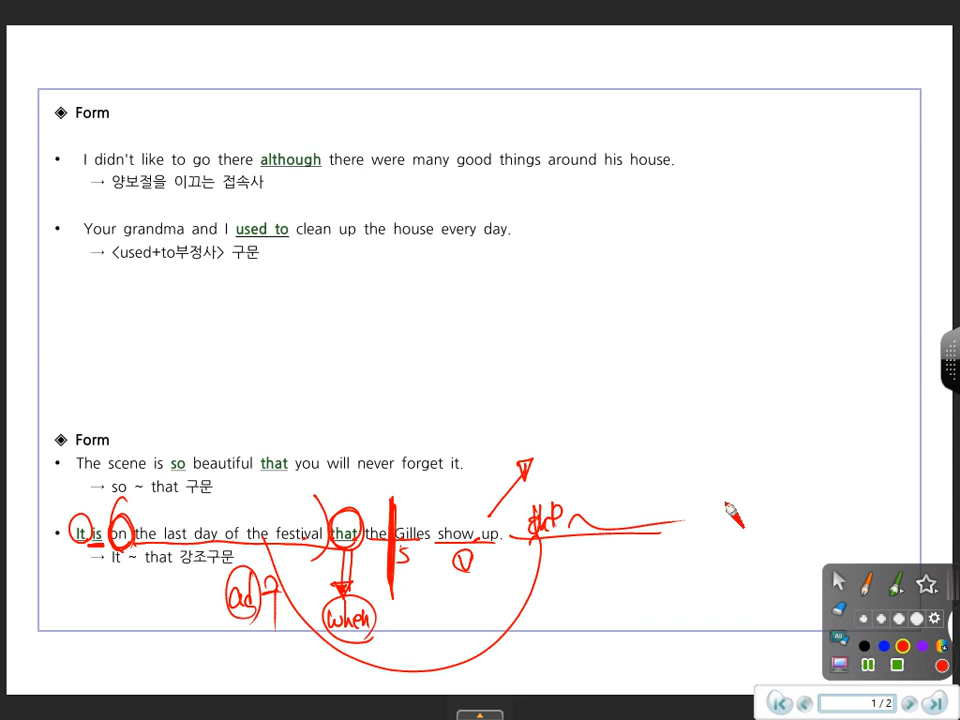 ◈ Form
• I didn't like to go there although there were many good things around his house.
→ 양보절을 이끄는 접속사
• Your grandma and I used to clean up the house every day.
→ <used+to부정사> 구문
◈ Form
• The scene is so beautiful that you will never forget it.
→ so ~ that 구문
• It is on the last day of the festival that the Gilles show up.
→ It ~ that 강조구문
S
V
when
All
1 / 2